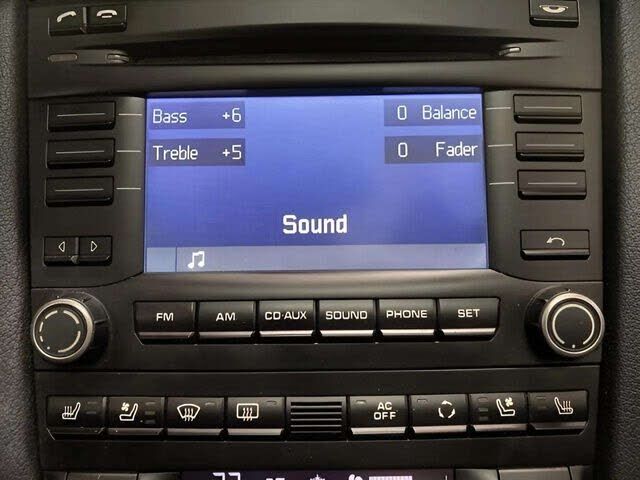 Bass +6 0 Balance
Treble +5 0 Fader
Sound
FM AM CD·AUX SOUND PHONE SET
AC
OFF